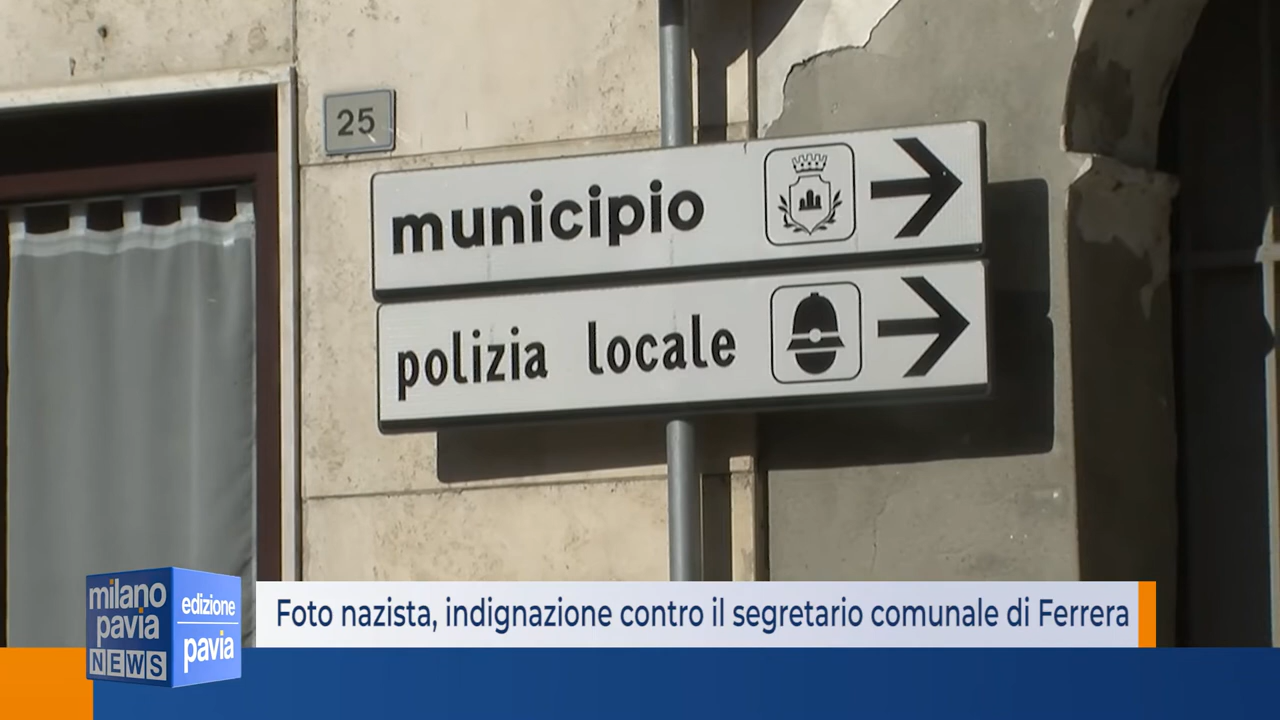 25
municipio
polizia locale
milano
pavia
NEWS
edizione
pavia
Foto nazista, indignazione contro il segretario comunale di Ferrera